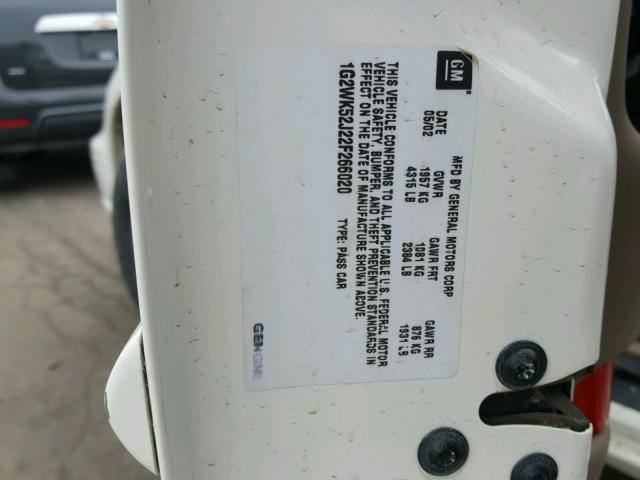 GM
MFD BY GENERAL MOTORS CORP
DATE GVWR GAWR FRT GAWR RR
05/02 1957 KG 1081 KG 876 KG
4315 LB 2384 LB 1931 LB
THIS VEHICLE CONFORMS TO ALL APPLICABLE U.S. FEDERAL MOTOR
VEHICLE SAFETY, BUMPER, AND THEFT PREVENTION STANDARDS IN
EFFECT ON THE DATE OF MANUFACTURE SHOWN ABOVE.
1G2WK52J22F266020 TYPE: PASS CAR